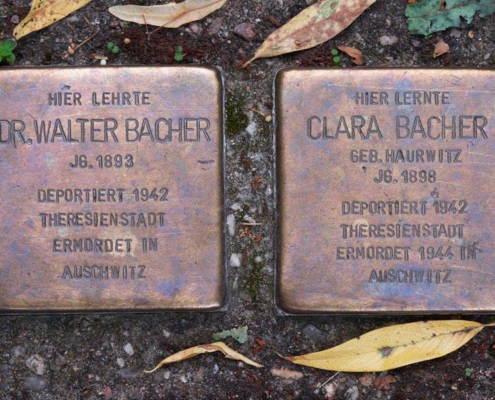 HIER LEHRTE
DR. WALTER BACHER
JG. 1893
DEPORTIERT 1942
THERESIENSTADT
ERMORDET IN
AUSCHWITZ
HIER LERNTE
CLARA BACHER
GEB. HAURWITZ
JG. 1898
DEPORTIERT 1942
THERESIENSTADT
ERMORDET 1944 IN
AUSCHWITZ